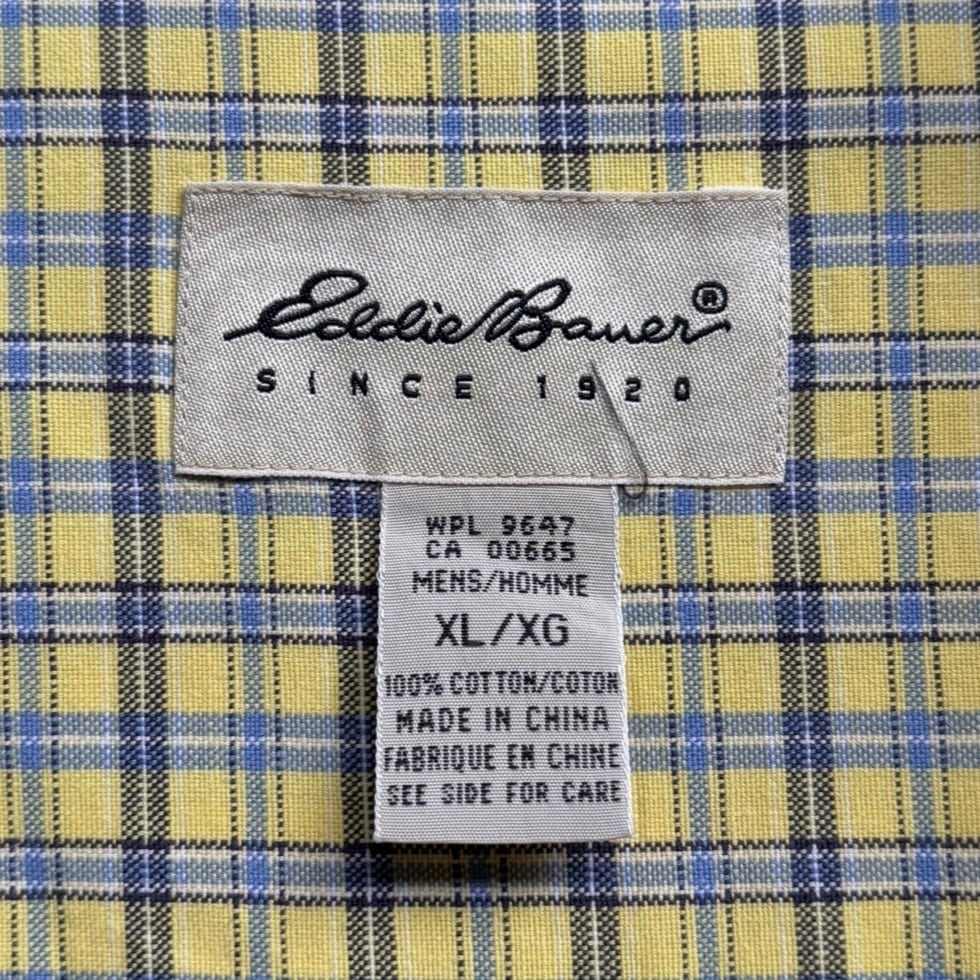 Eddie Bauer®
SINCE 1920
WPL 9647
CA 00665
MENS/HOMME
XL/XG
100% COTTON/COTON
MADE IN CHINA
FABRIQUE EN CHINE
SEE SIDE FOR CARE